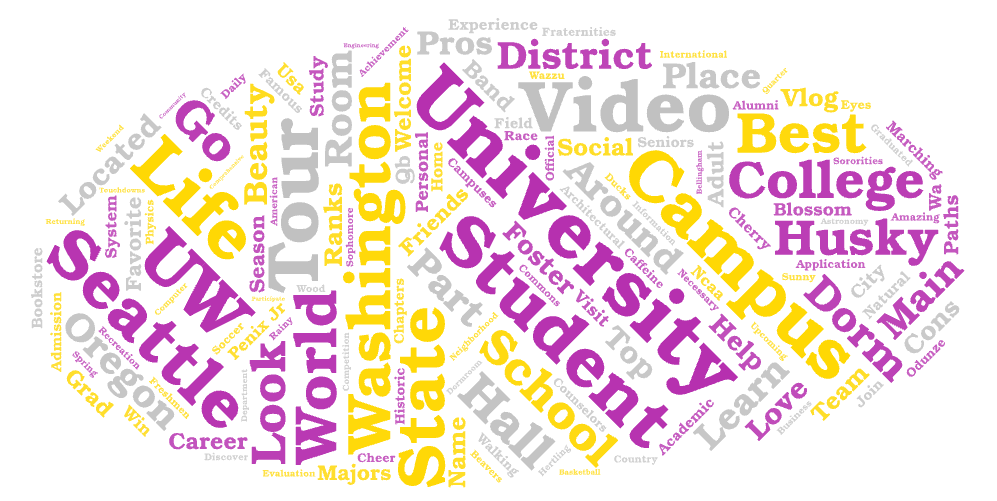 Experience
Fraternities
Engineering
Achievement
Pros
District
International
Usa
Famous
Daily
Study
Room
Welcome
Band
Wazzu
Place
Quarter
Community
Credits
Go
Beauty
Video
Alumni
Vlog
Eyes
Weekend
Located
Life
Tour
Washington
University
Field
Race
Official
Social
Seniors
Best
Graduated
Marching
Touchdowns
Physics
American
Qb
Personal
Home
Campuses
Campus
Bellingham
Adult
College
Sororities
Wa
Amazing
Paths
Returning
System
Favorite
Season
Sophomore
Ranks
Friends
Around
Ducks
Architectural
Information
Cherry
Blossom
Astronomy
Husky
Application
Seattle
UW
Computer
Participate
Wood
Part
Student
Foster
Commons
Visit
Caffeine
Necessary
Ncaa
Sunny
City
Natural
Main
Bookstore
Admission
Oregon
Recreation
Spring
Soccer
Penix
Jr.
Rainy
World
Look
Competition
Chapters
State
Historic
Neighborhood
School
Dormroom
Top
Help
Upcoming
Dorm
Cons
Odunze
Grad
Win
Freshmen
Department
Career
Discover
Evaluation
Majors
Cheer
Name
Hall
Walking
Beavers
Hertling
Basketball
Counselors
Country
Academic
Learn
Love
Business
Team
Join